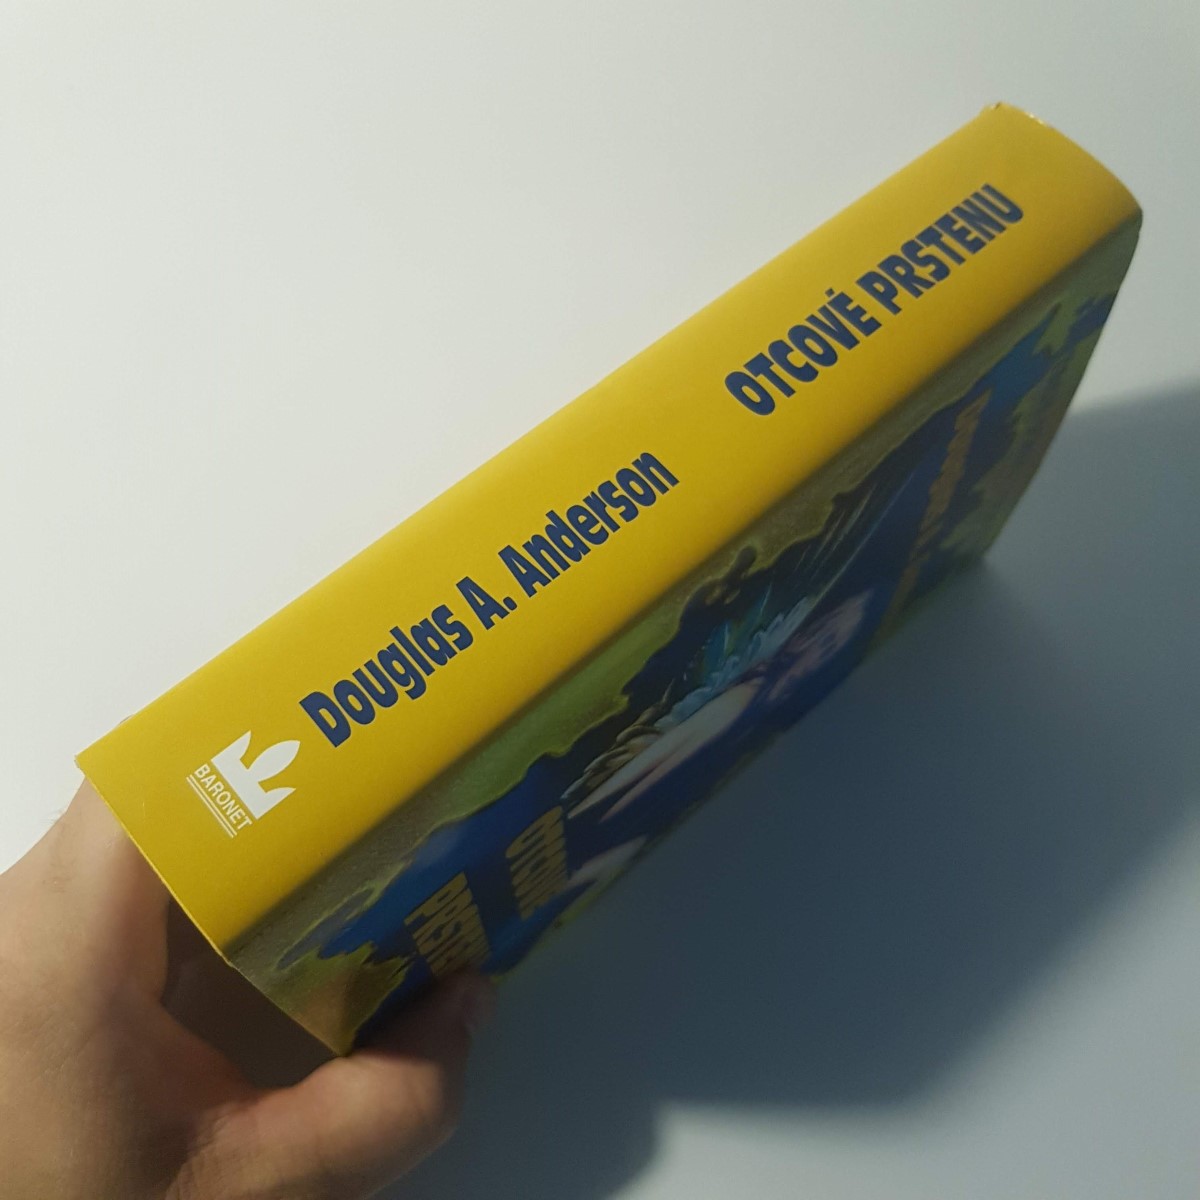 BARONET
Douglas A. Anderson
OTCOVÉ PRSTENU